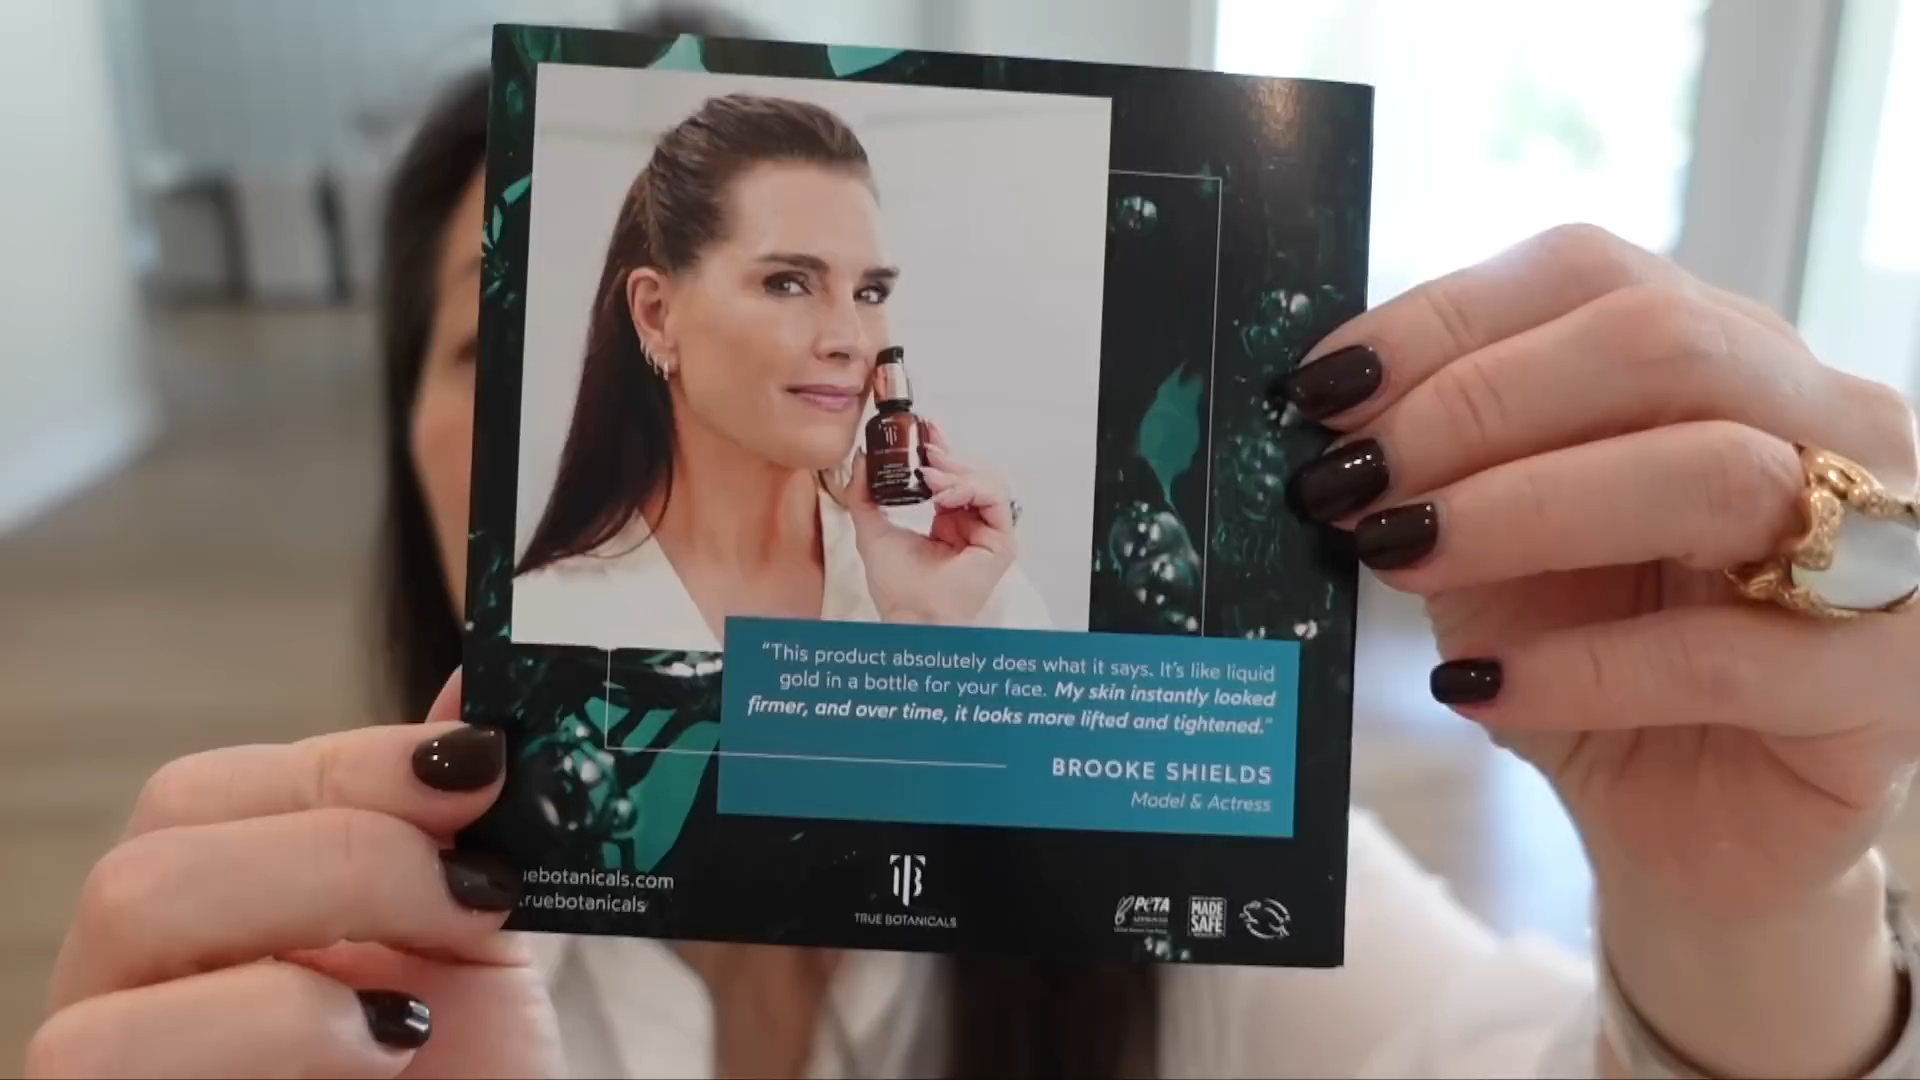 "This product absolutely does what it says. It's like liquid
gold in a bottle for your face. My skin instantly looked
firmer, and over time, it looks more lifted and tightened."
BROOKE SHIELDS
Model & Actress
uebotanicals.com
truebotanicals
TB
TRUE BOTANICALS
PETA
APPROVED
MADE
SAFE